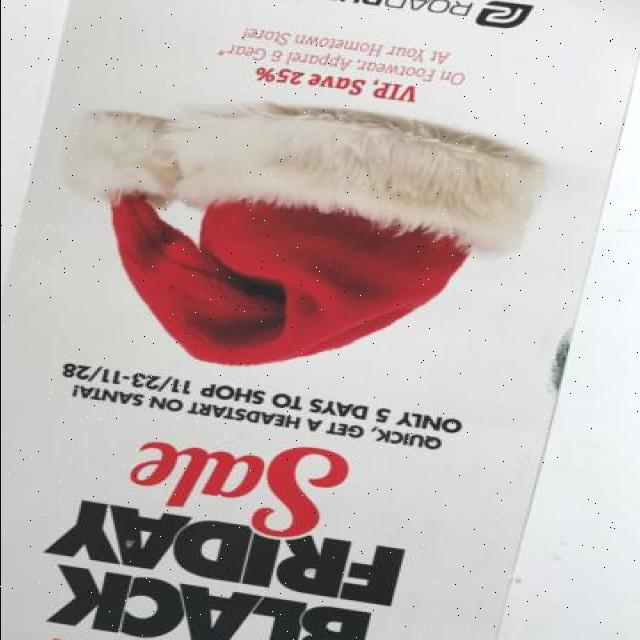 BLACK
FRIDAY
Sale
QUICK, GET A HEADSTART ON SANTA!
ONLY 5 DAYS TO SHOP 11/23-11/28
VIP, Save 25%
On Footwear, Apparel & Gear*
At Your Hometown Store!